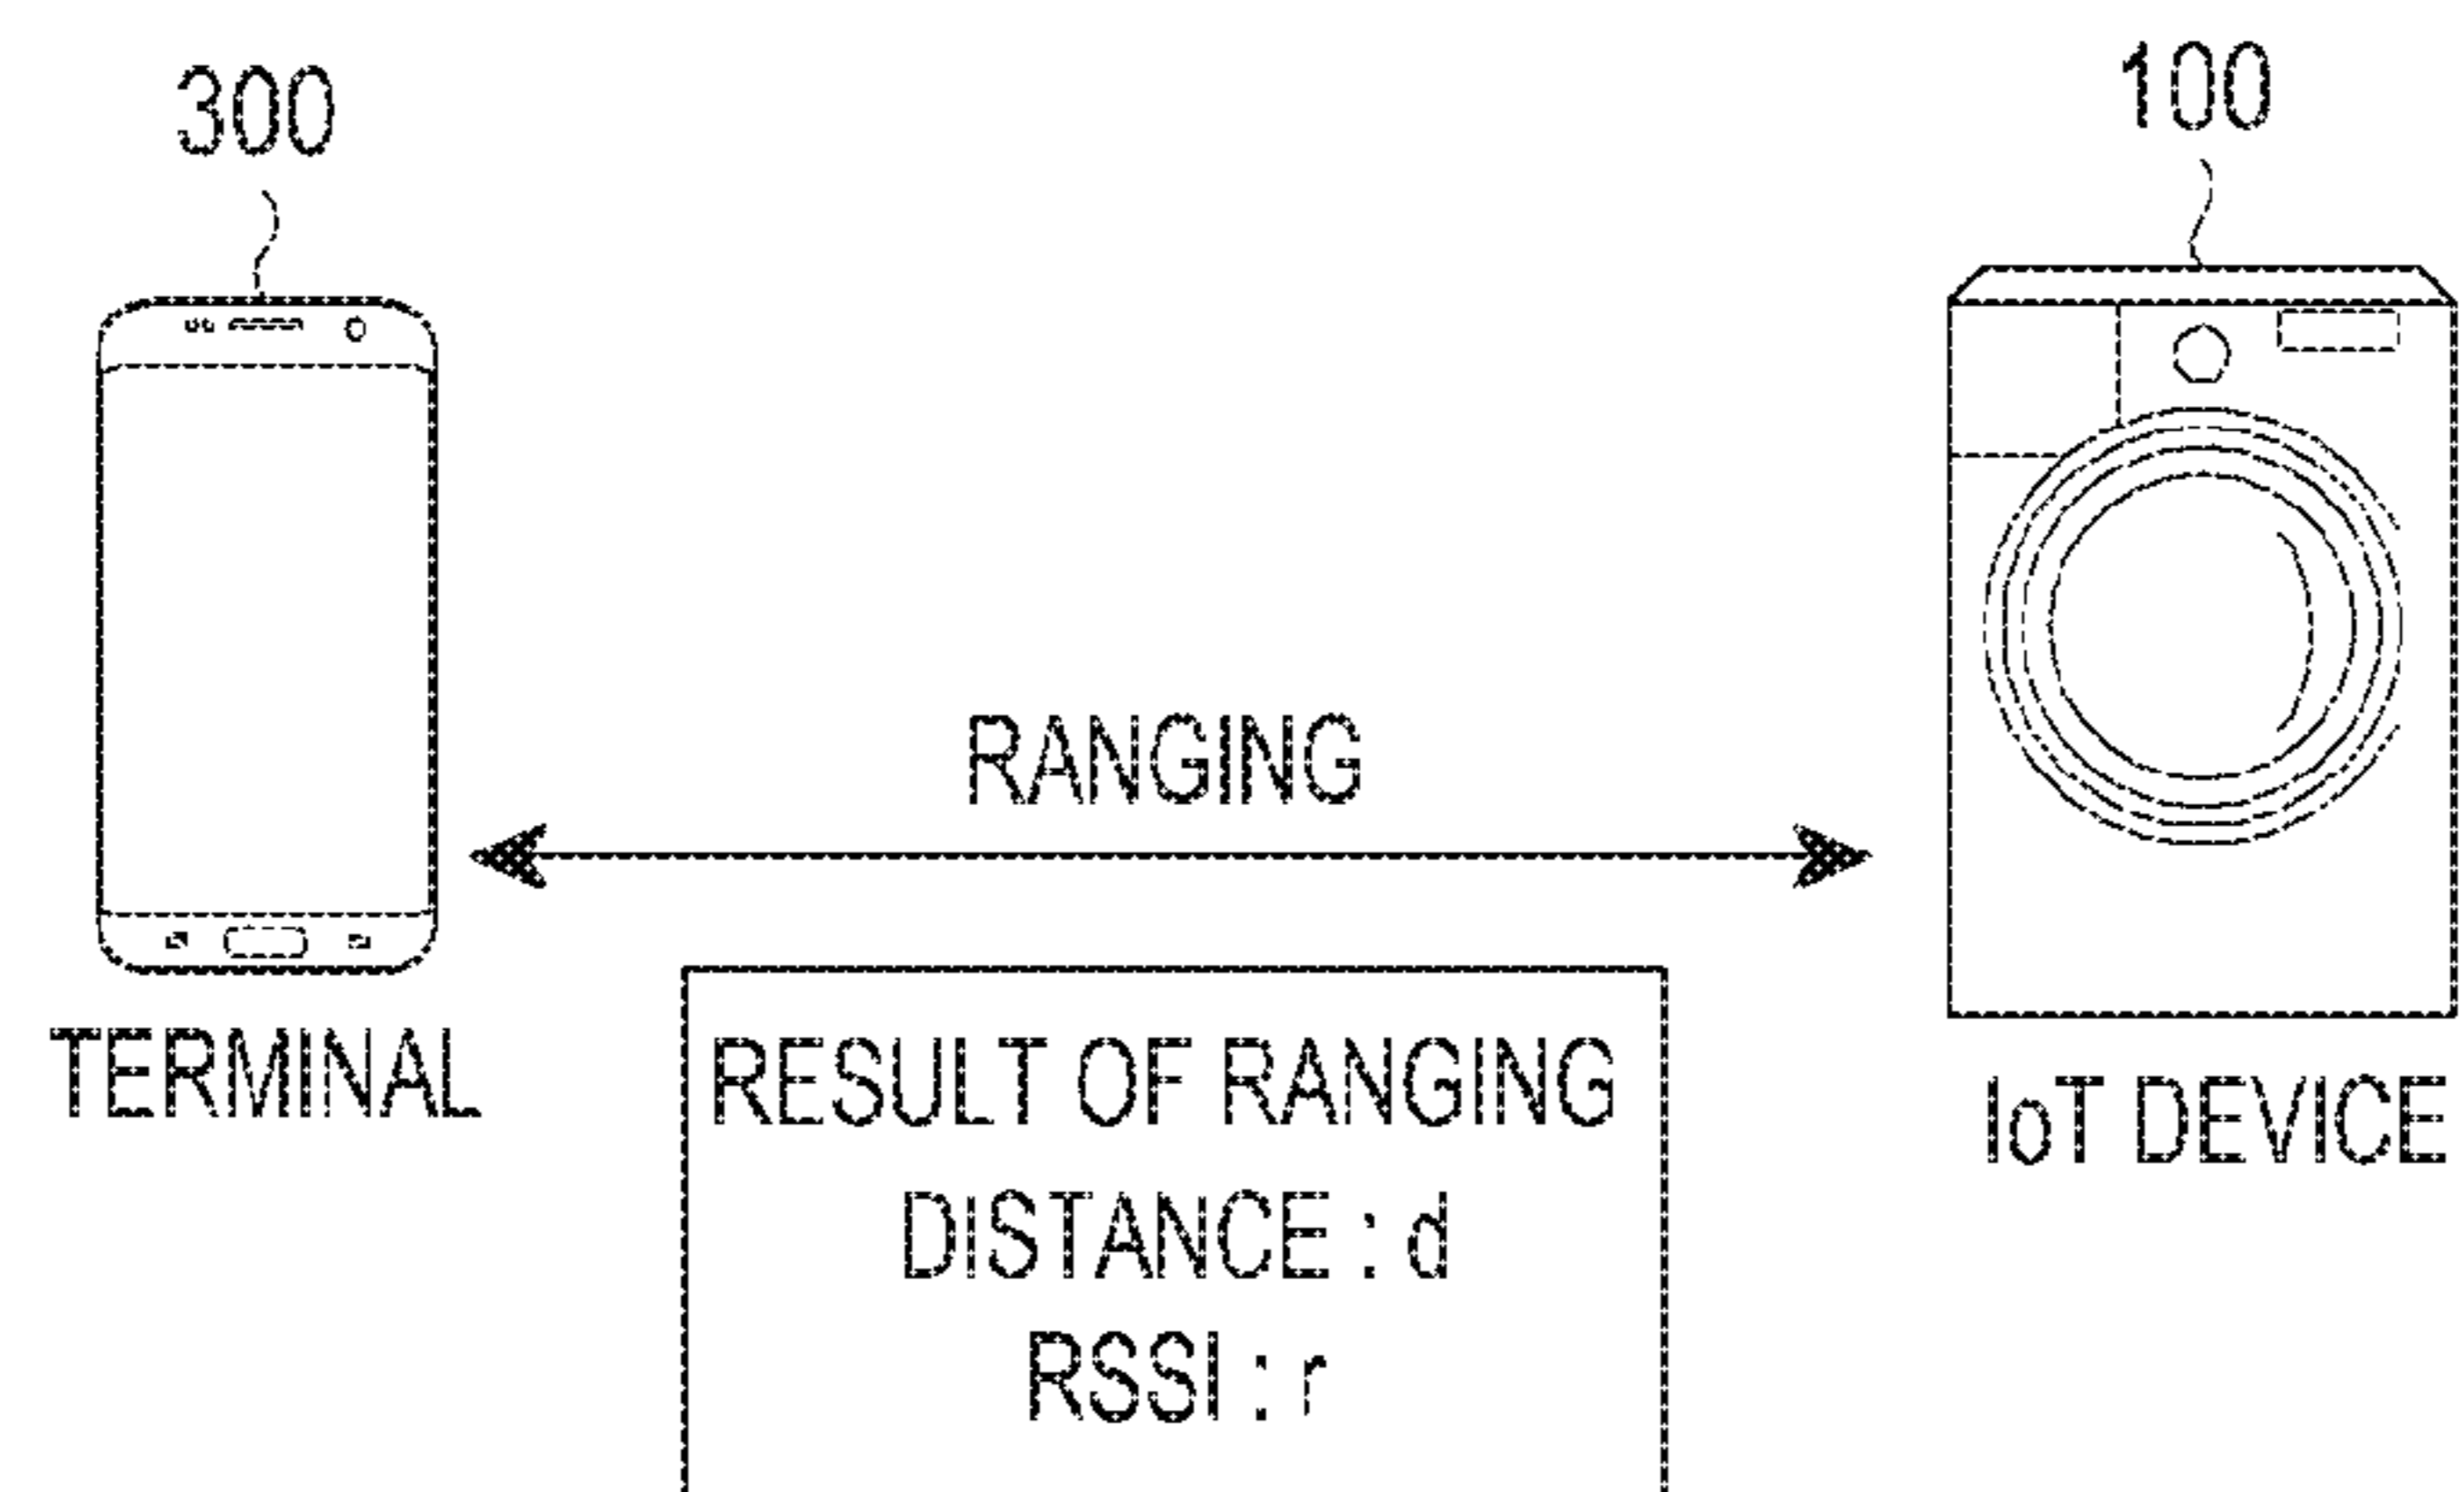 300
100
RANGING
TERMINAL
IoT DEVICE
RESULT OF RANGING
DISTANCE : d
RSSI : r